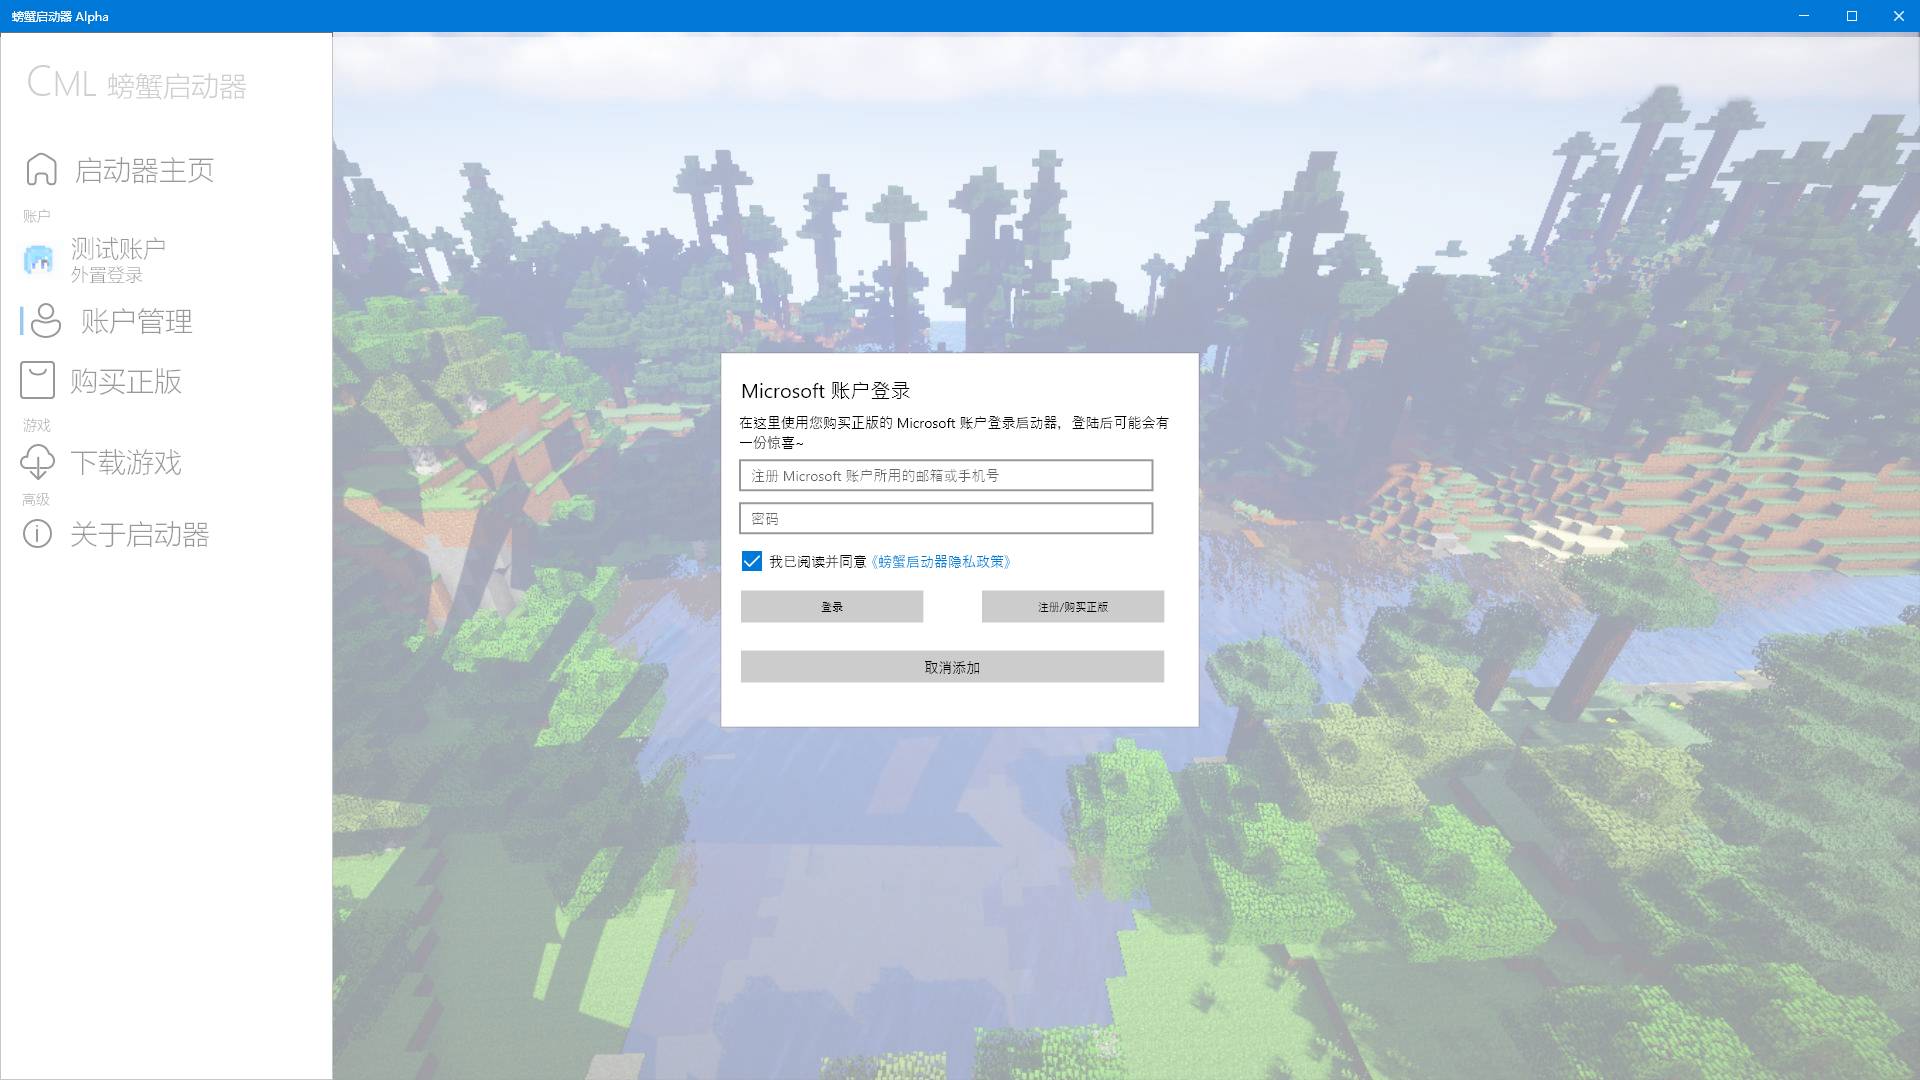 螃蟹启动器 Alpha
CML 螃蟹启动器
启动器主页
账户
测试账户
外置登录
账户管理
购买正版
游戏
下载游戏
高级
关于启动器
Microsoft 账户登录
在这里使用您购买正版的 Microsoft 账户登录启动器，登陆后可能会有
一份惊喜~
注册 Microsoft 账户所用的邮箱或手机号
密码
我已阅读并同意《螃蟹启动器隐私政策》
登录
注册/购买正版
取消添加